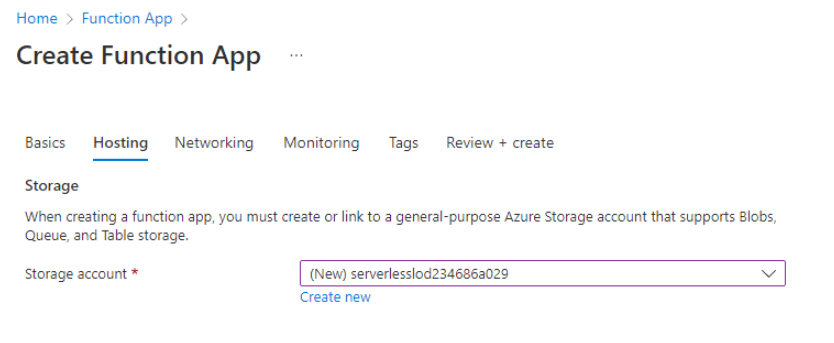 Home > Function App >
Create Function App ...
Basics Hosting Networking Monitoring Tags Review + create
Storage
When creating a function app, you must create or link to a general-purpose Azure Storage account that supports Blobs,
Queue, and Table storage.
Storage account * (New) serverlesslod234686a029
Create new